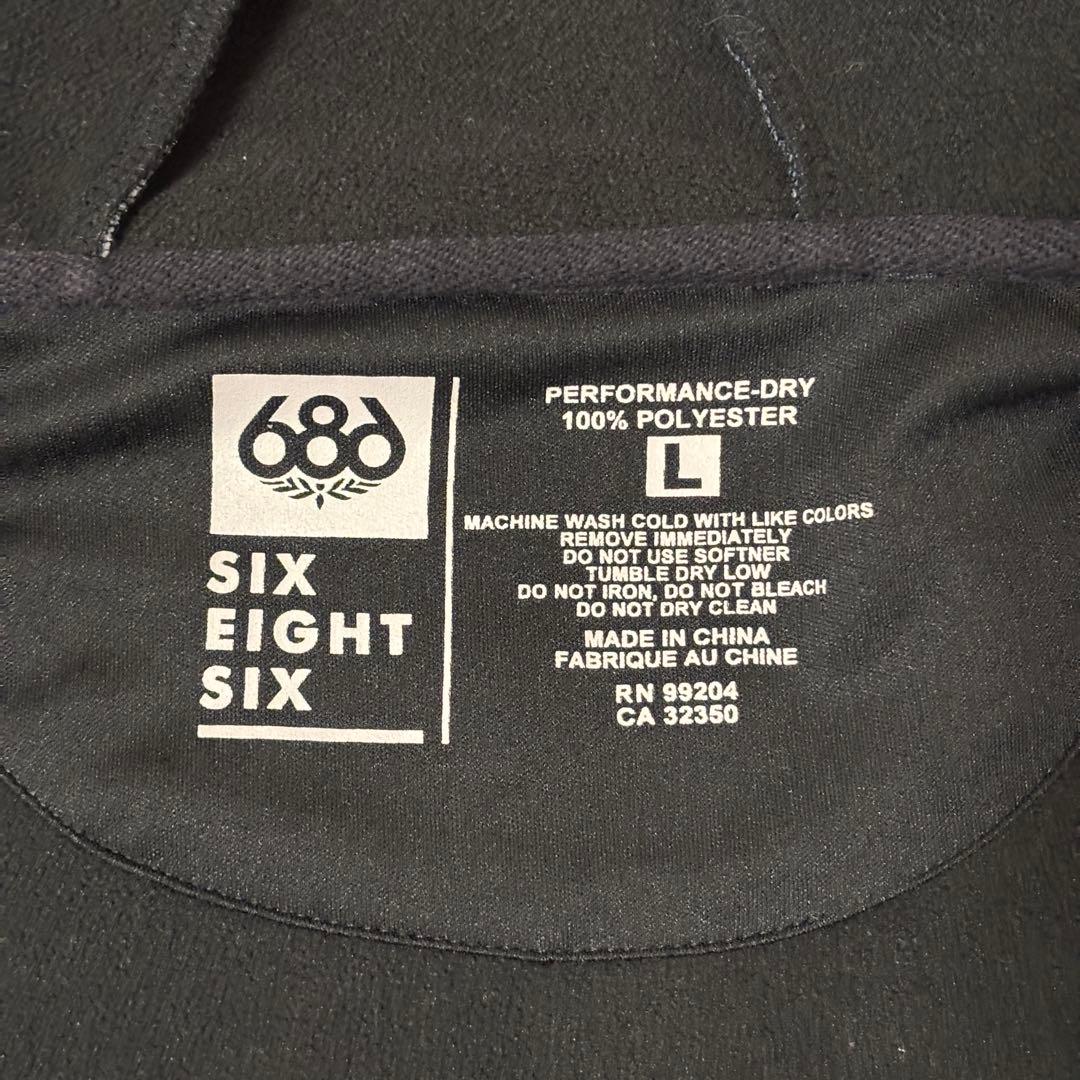 686
SIX
EIGHT
SIX
PERFORMANCE-DRY
100% POLYESTER
L
MACHINE WASH COLD WITH LIKE COLORS
REMOVE IMMEDIATELY
DO NOT USE SOFTNER
TUMBLE DRY LOW
DO NOT IRON, DO NOT BLEACH
DO NOT DRY CLEAN
MADE IN CHINA
FABRIQUE AU CHINE
RN 99204
CA 32350